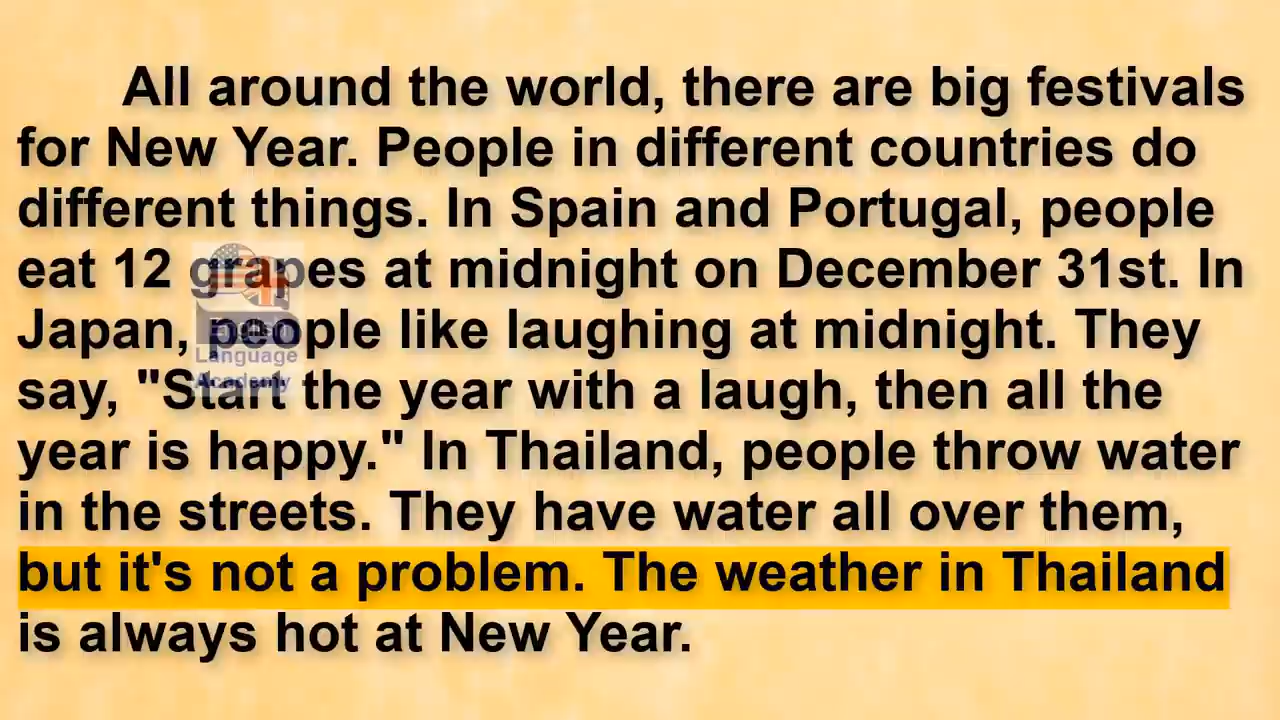 All around the world, there are big festivals
for New Year. People in different countries do
different things. In Spain and Portugal, people
eat 12 grapes at midnight on December 31st. In
Japan, people like laughing at midnight. They
say, "Start the year with a laugh, then all the
year is happy." In Thailand, people throw water
in the streets. They have water all over them,
but it's not a problem. The weather in Thailand
is always hot at New Year.
English
Language
Academy